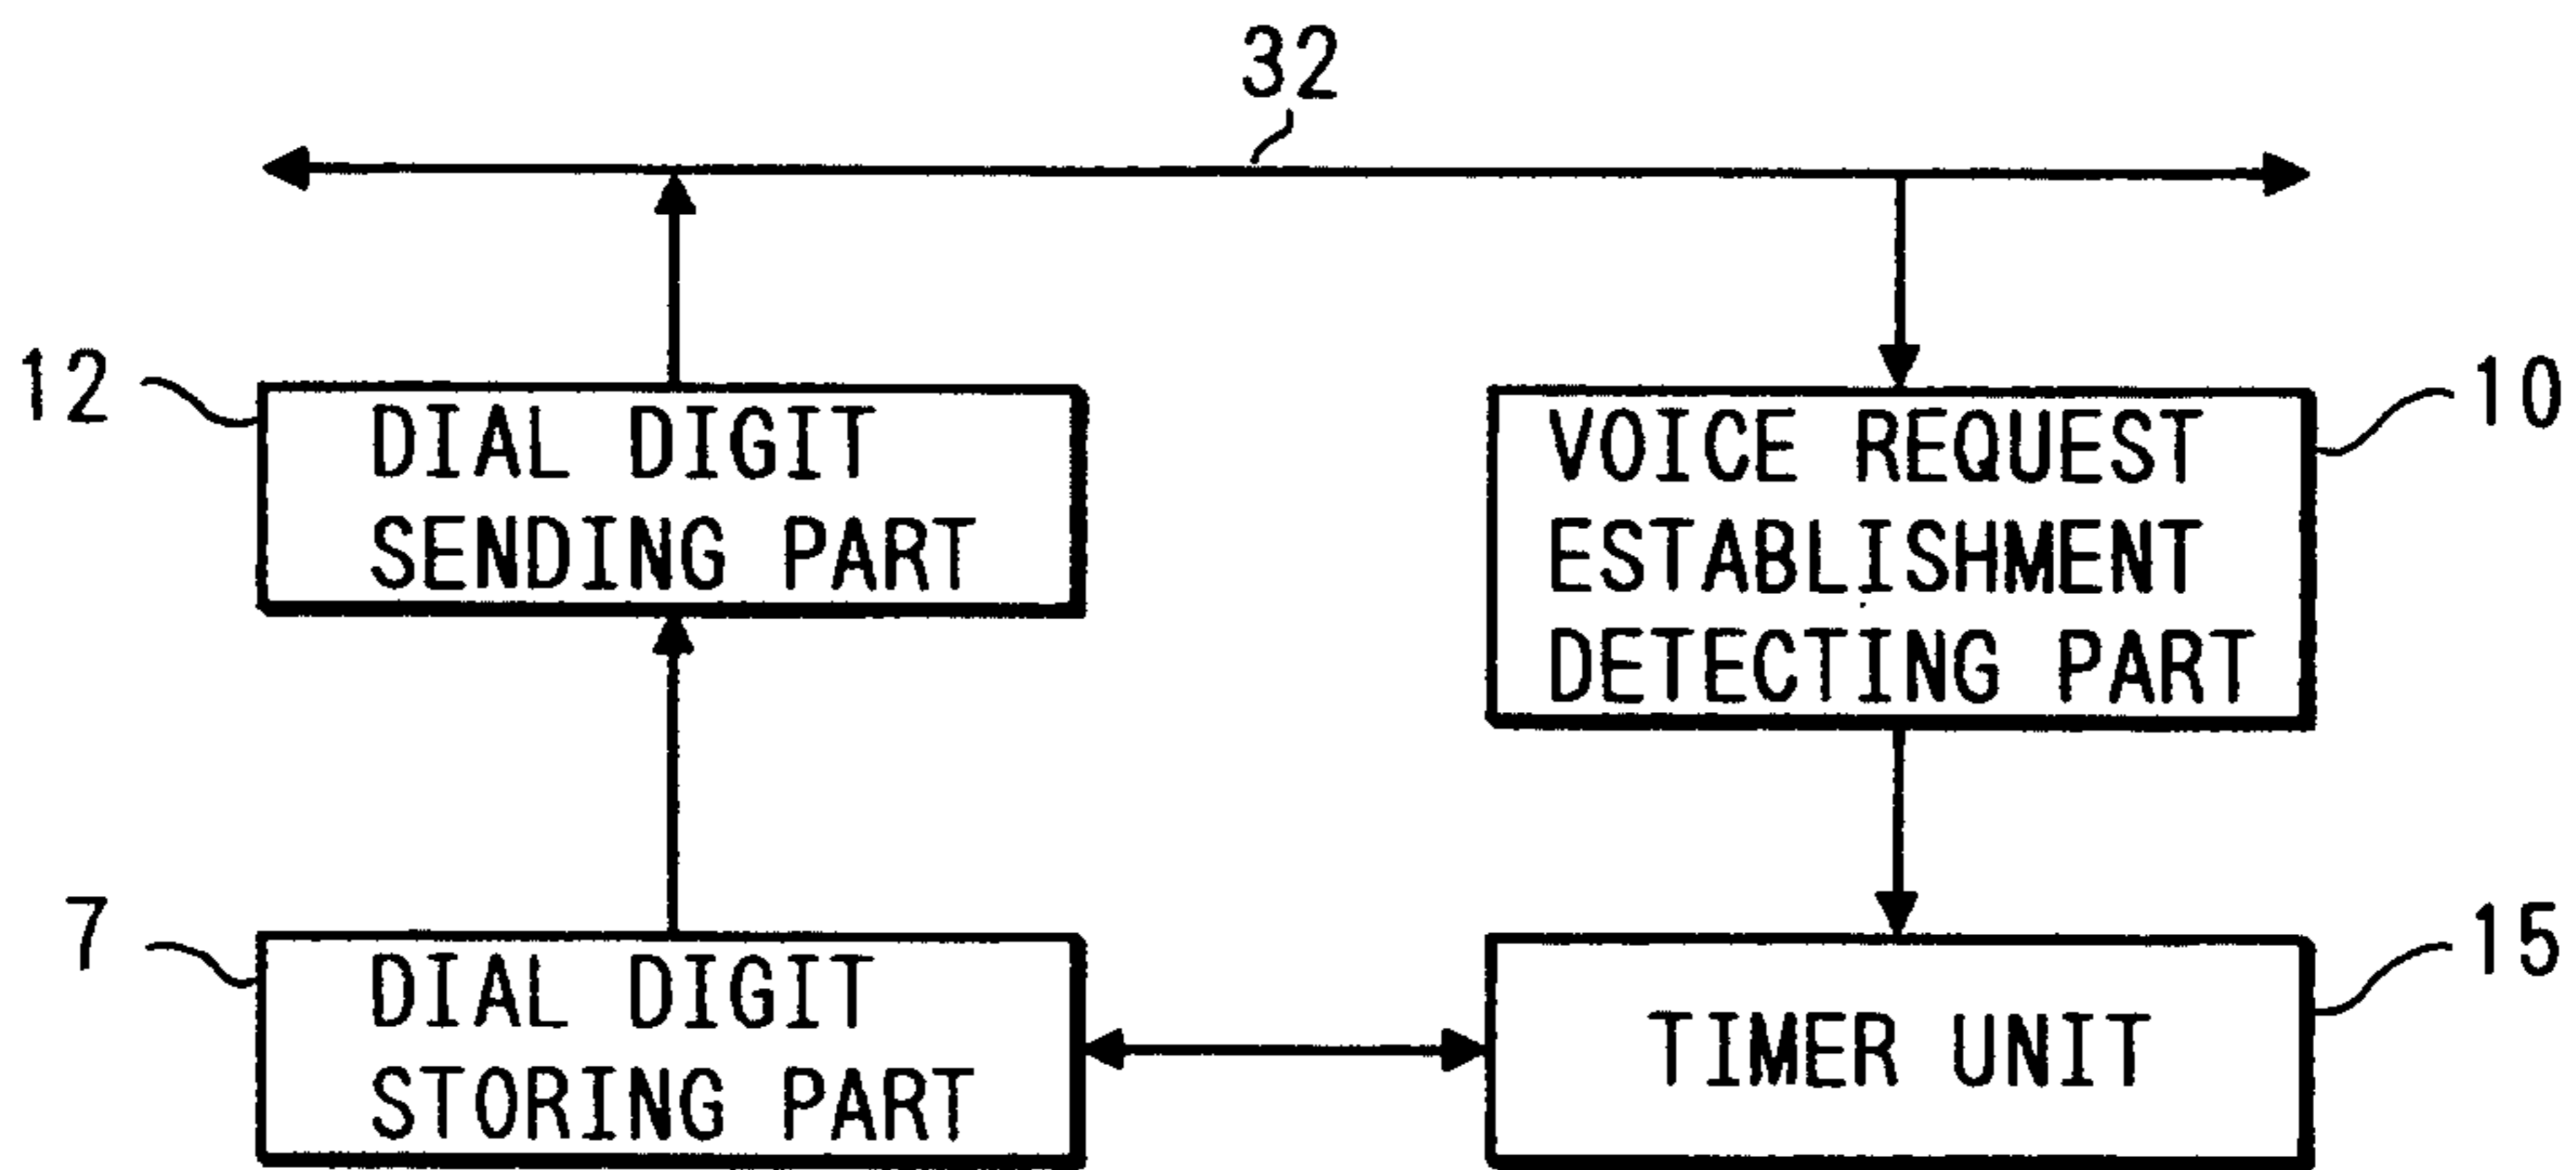 32
12
DIAL DIGIT
SENDING PART
10
VOICE REQUEST
ESTABLISHMENT
DETECTING PART
7
DIAL DIGIT
STORING PART
15
TIMER UNIT